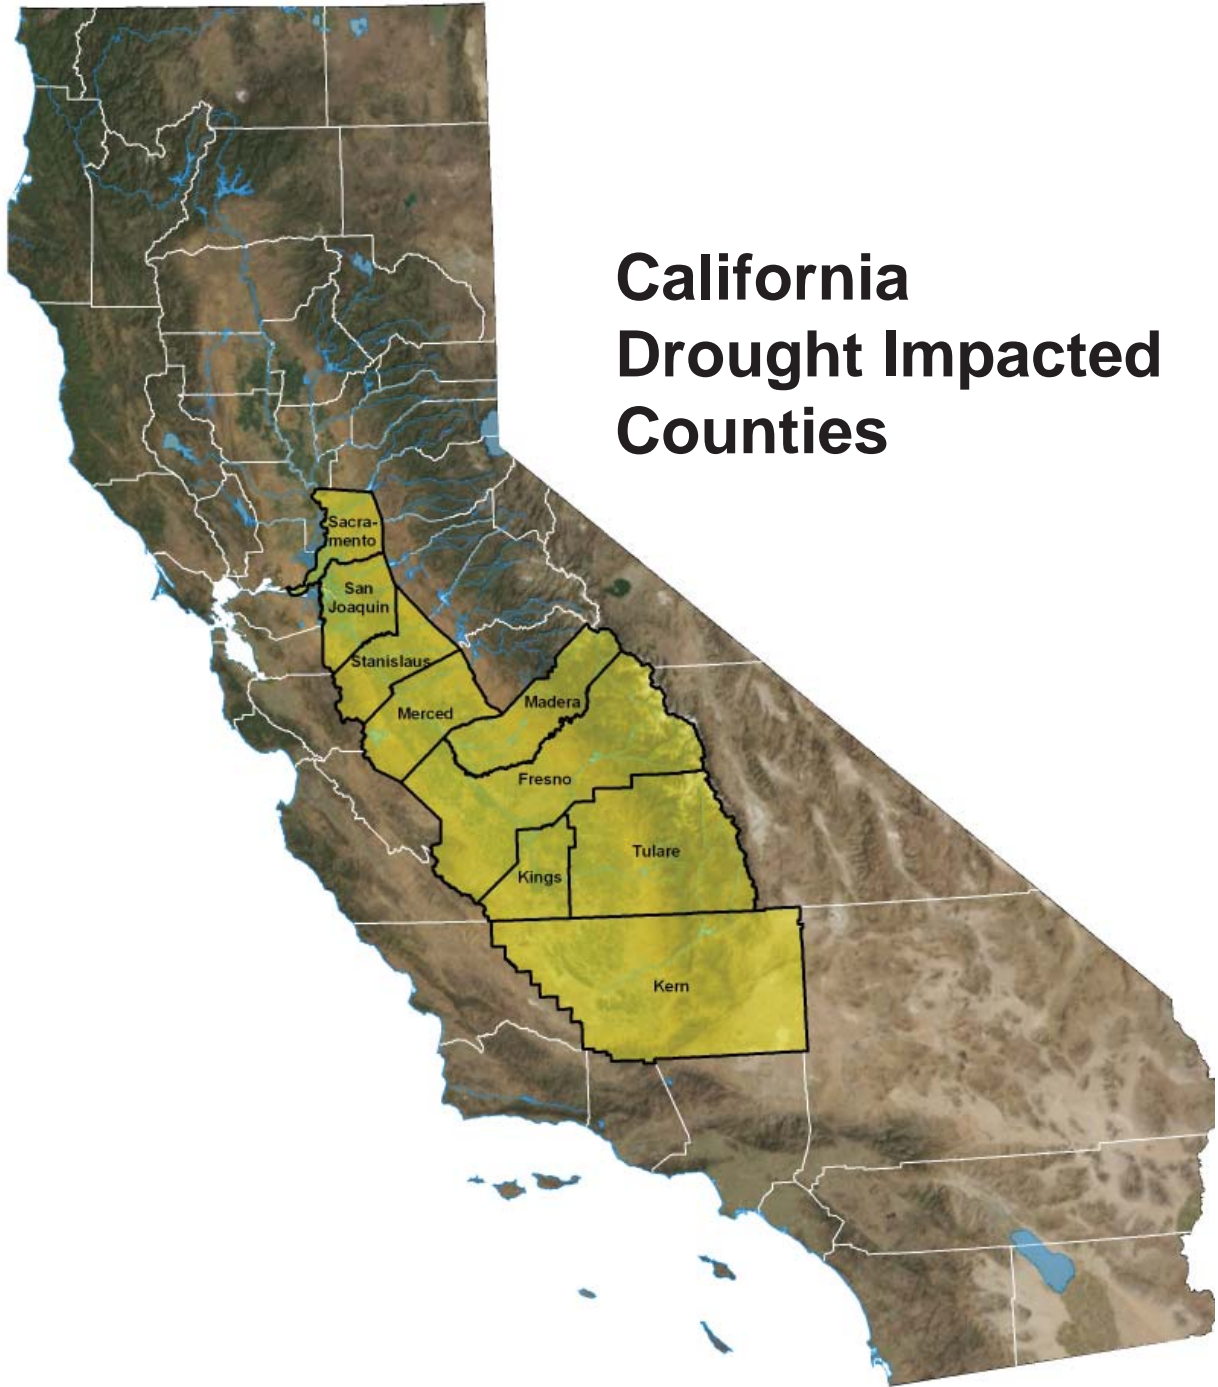 California
Drought Impacted
Counties
Sacra-
mento
San
Joaquin
Stanislaus
Merced
Madera
Fresno
Tulare
Kings
Kern